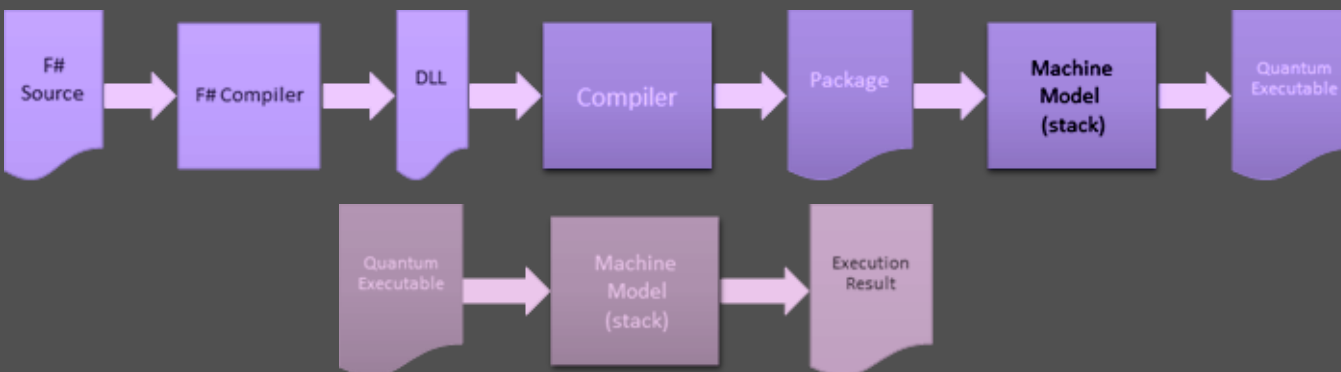 F#
Source
F# Compiler
DLL
Compiler
Package
Machine
Model
(stack)
Quantum
Executable
Quantum
Executable
Machine
Model
(stack)
Execution
Result